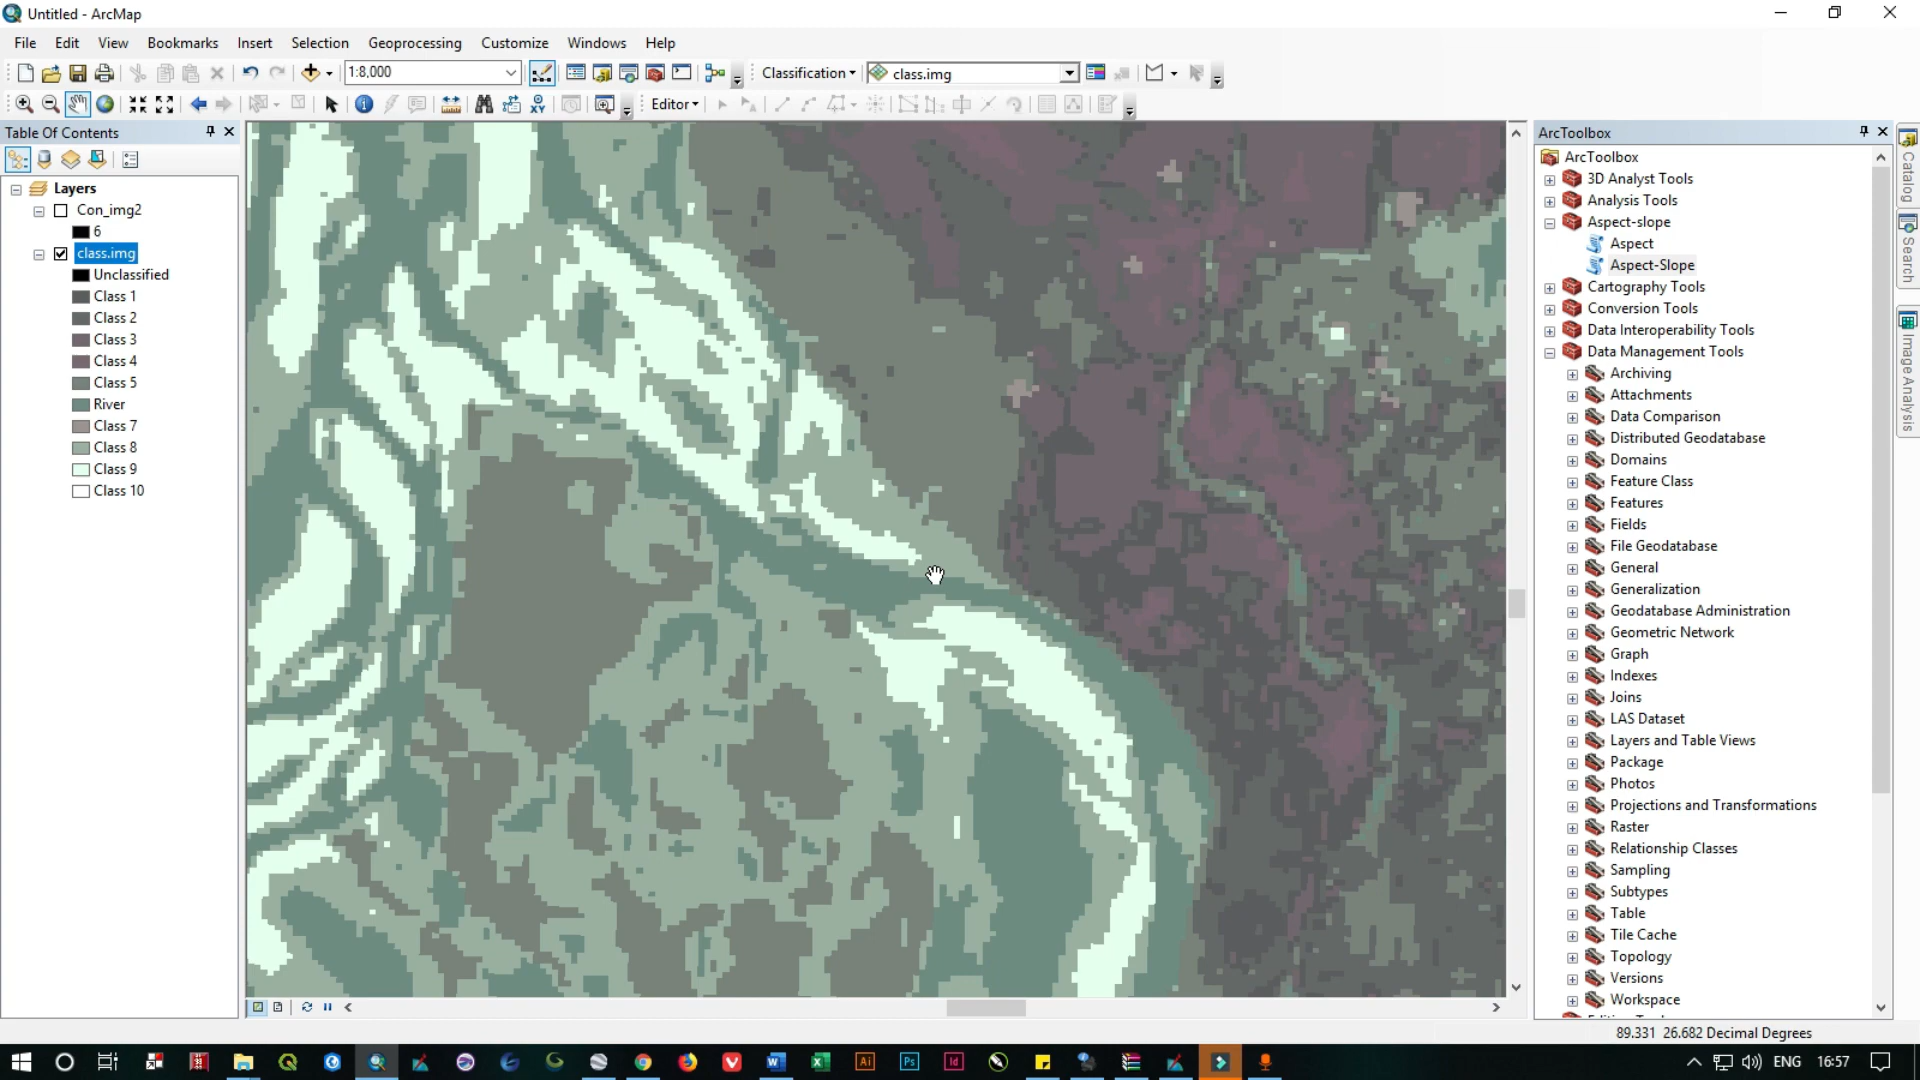 Untitled - ArcMap
File Edit View Bookmarks Insert Selection Geoprocessing Customize Windows Help
1:8,000
Classification
class.img
Editor
XY
Table Of Contents
Layers
Con_img2
6
class.img
Unclassified
Class 1
Class 2
Class 3
Class 4
Class 5
River
Class 7
Class 8
Class 9
Class 10
ArcToolbox
ArcToolbox
3D Analyst Tools
Analysis Tools
Aspect-slope
Aspect
Aspect-Slope
Cartography Tools
Conversion Tools
Data Interoperability Tools
Data Management Tools
Archiving
Attachments
Data Comparison
Distributed Geodatabase
Domains
Feature Class
Features
Fields
File Geodatabase
General
Generalization
Geodatabase Administration
Geometric Network
Graph
Indexes
Joins
LAS Dataset
Layers and Table Views
Package
Photos
Projections and Transformations
Raster
Relationship Classes
Sampling
Subtypes
Table
Tile Cache
Topology
Versions
Workspace
Catalog
Search
Image Analysis
89.331 26.682 Decimal Degrees
Ai
Ps
Id
ENG
16:57